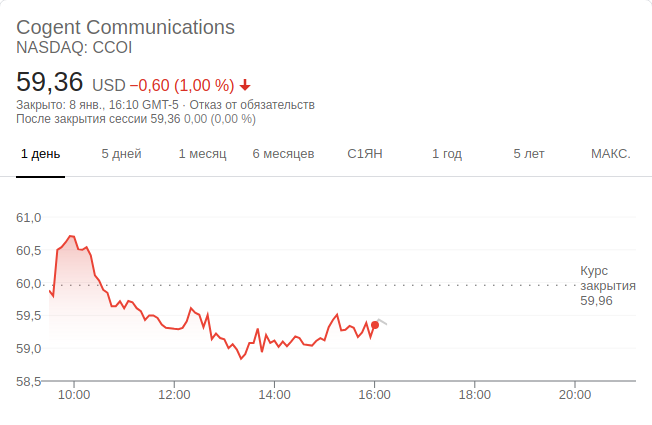 Cogent Communications
NASDAQ: CCOI
59,36 USD −0,60 (1,00 %)
Закрыто: 8 янв., 16:10 GMT-5 · Отказ от обязательств
После закрытия сессии 59,36 0,00 (0,00 %)
1 день 5 дней 1 месяц 6 месяцев С1ЯН 1 год 5 лет МАКС.
61,0
60,5
60,0
59,5
59,0
58,5
Курс
закрытия
59,96
10:00 12:00 14:00 16:00 18:00 20:00